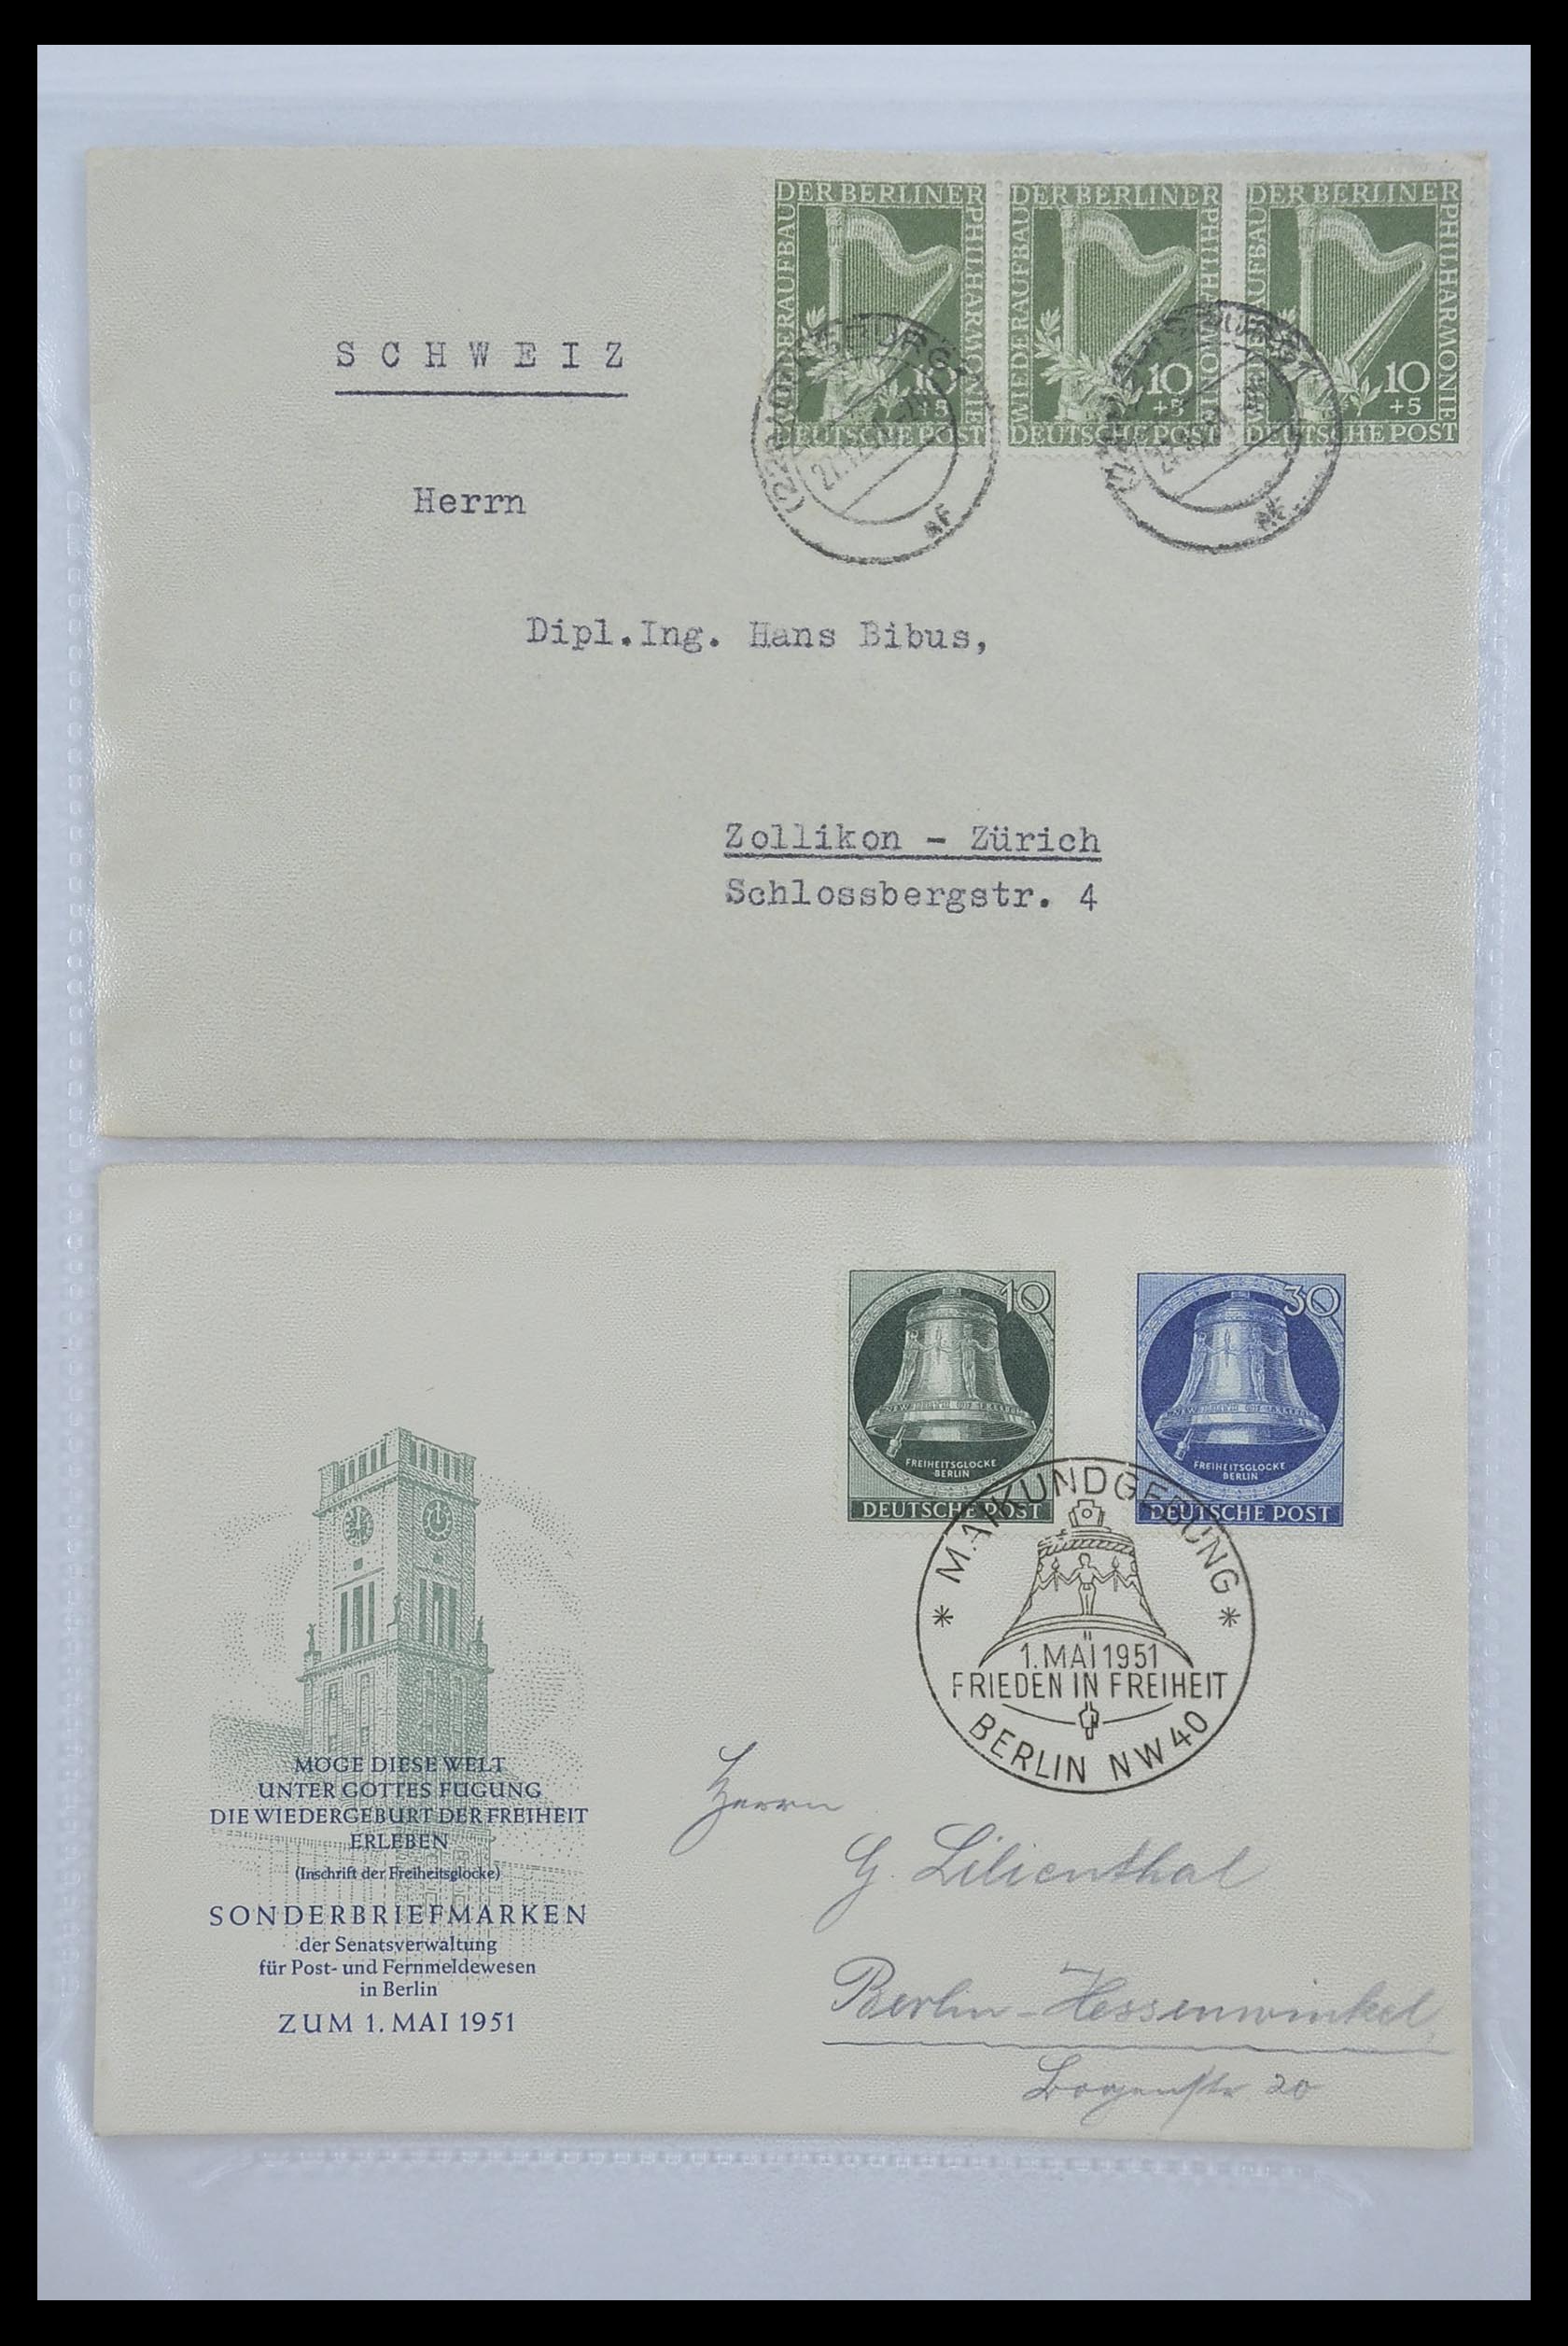 DER BERLINER DER BERLINER DER BERLINER
WIEDERAUFBAU PHILHARMONIE WIEDERAUFBAU PHILHARMONIE WIEDERAUFBAU PHILHARMONIE
10 10 10
+5 +5 +5
DEUTSCHE POST DEUTSCHE POST DEUTSCHE POST
SCHWEIZ
Herrn
Dipl.Ing. Hans Bibus,
Zollikon - Zürich
Schlossbergstr. 4
10 30
FREIHEITSGLOCKE FREIHEITSGLOCKE
BERLIN BERLIN
DEUTSCHE POST DEUTSCHE POST
* MAIKUNDGEBUNG *
1. MAI 1951
FRIEDEN IN FREIHEIT
BERLIN NW 40
MÖGE DIESE WELT
UNTER GOTTES FÜGUNG
DIE WIEDERGEBURT DER FREIHEIT
ERLEBEN
(Inschrift der Freiheitsglocke)
SONDERBRIEFMARKEN
der Senatsverwaltung
für Post- und Fernmeldewesen
in Berlin
ZUM 1. MAI 1951
Herrn
G. Lilienthal
Berlin-Hessenwinkel
Bogenstr. 20